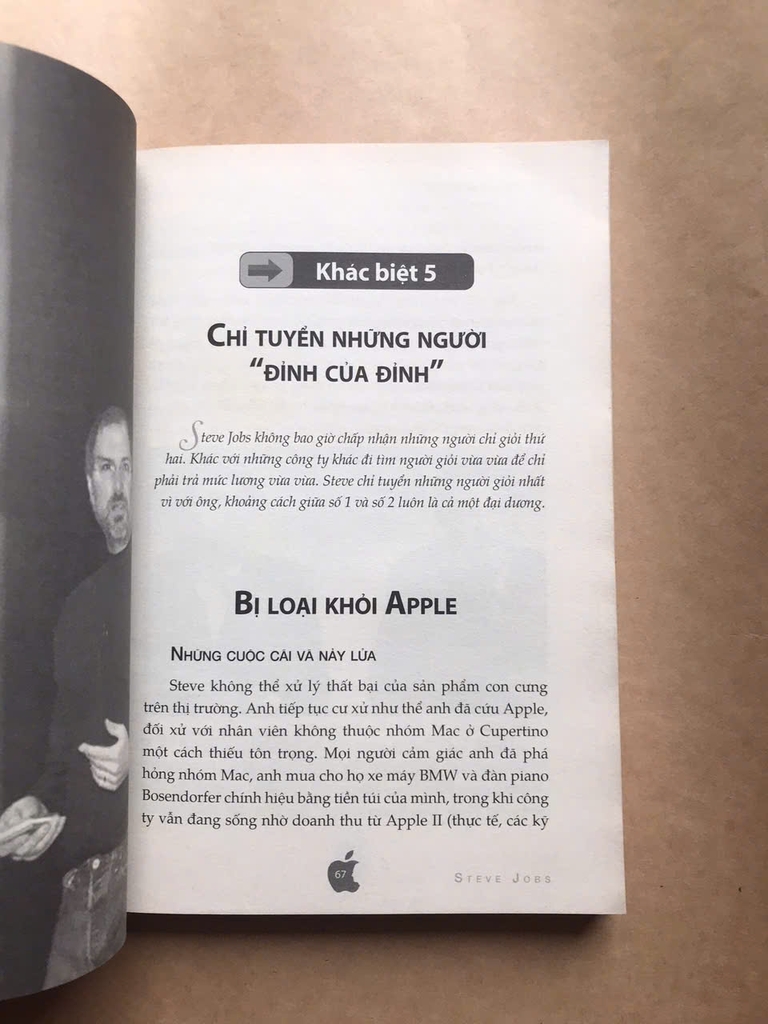 Khác biệt 5
CHỈ TUYỂN NHỮNG NGƯỜI
“ĐỈNH CỦA ĐỈNH”
Steve Jobs không bao giờ chấp nhận những người chỉ giỏi thứ
hai. Khác với những công ty khác đi tìm người giỏi vừa vừa để chỉ
phải trả mức lương vừa vừa. Steve chỉ tuyển những người giỏi nhất
vì với ông, khoảng cách giữa số 1 và số 2 luôn là cả một đại dương.
BỊ LOẠI KHỎI APPLE
NHỮNG CUỘC CÃI VÃ NẢY LỬA
Steve không thể xử lý thất bại của sản phẩm con cưng
trên thị trường. Anh tiếp tục cư xử như thể anh đã cứu Apple,
đối xử với nhân viên không thuộc nhóm Mac ở Cupertino
một cách thiếu tôn trọng. Mọi người cảm giác anh đã phá
hỏng nhóm Mac, anh mua cho họ xe máy BMW và đàn piano
Bosendorfer chính hiệu bằng tiền túi của mình, trong khi công
ty vẫn đang sống nhờ doanh thu từ Apple II (thực tế, các kỹ
67
STEVE JOBS